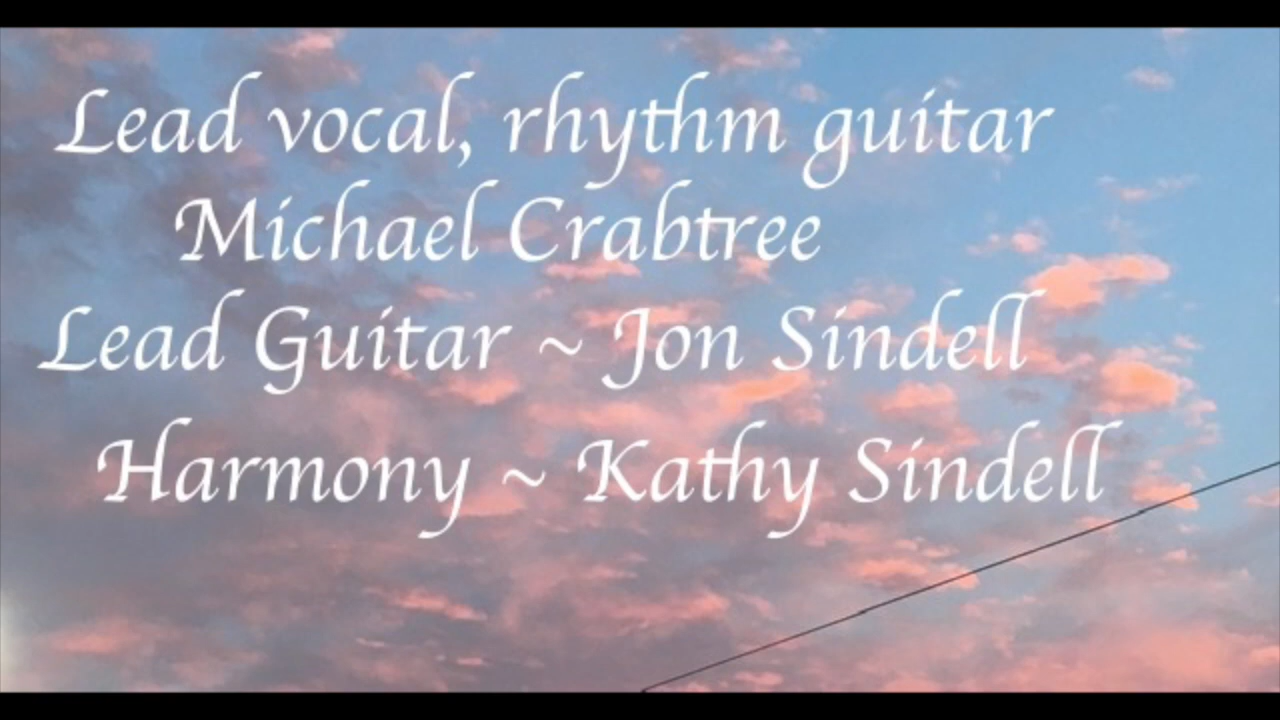 Lead vocal, rhythm guitar
Michael Crabtree
Lead Guitar ~ Jon Sindell
Harmony ~ Kathy Sindell